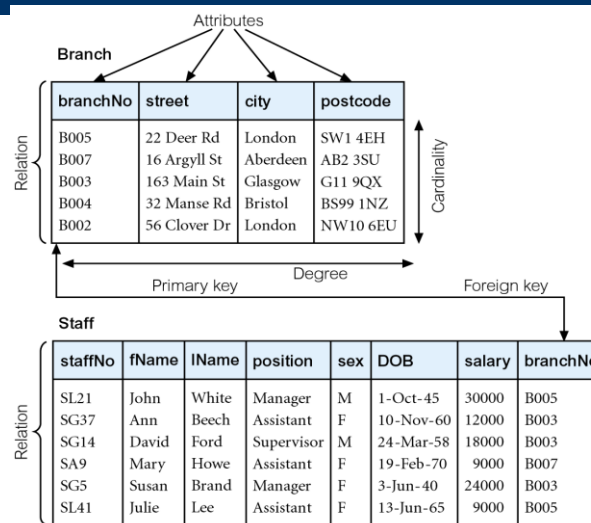 Attributes
Branch
branchNo street city postcode
B005 22 Deer Rd London SW1 4EH
B007 16 Argyll St Aberdeen AB2 3SU
B003 163 Main St Glasgow G11 9QX
B004 32 Manse Rd Bristol BS99 1NZ
B002 56 Clover Dr London NW10 6EU
Relation
Cardinality
Degree
Primary key Foreign key
Staff
staffNo fName lName position sex DOB salary branchNo
SL21 John White Manager M 1-Oct-45 30000 B005
SG37 Ann Beech Assistant F 10-Nov-60 12000 B003
SG14 David Ford Supervisor M 24-Mar-58 18000 B003
SA9 Mary Howe Assistant F 19-Feb-70 9000 B007
SG5 Susan Brand Manager F 3-Jun-40 24000 B003
SL41 Julie Lee Assistant F 13-Jun-65 9000 B005
Relation